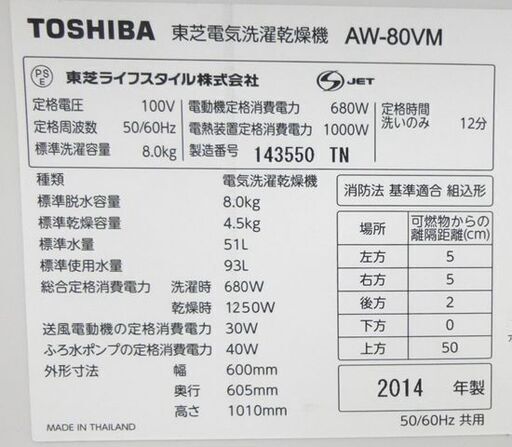 TOSHIBA 東芝電気洗濯乾燥機 AW-80VM
PS E 東芝ライフスタイル株式会社 S JET
定格電圧 100V 電動機定格消費電力 680W 定格時間
定格周波数 50/60Hz 電熱装置定格消費電力 1000W 洗いのみ 12分
標準洗濯容量 8.0kg 製造番号 143550 TN
種類 電気洗濯乾燥機
標準脱水容量 8.0kg
標準乾燥容量 4.5kg
標準水量 51L
標準使用水量 93L
総合定格消費電力 洗濯時 680W
乾燥時 1250W
送風電動機の定格消費電力 30W
ふろ水ポンプの定格消費電力 40W
外形寸法 幅 600mm
奥行 605mm
高さ 1010mm
MADE IN THAILAND
消防法 基準適合 組込形
場所 可燃物からの
離隔距離(cm)
左方 5
右方 5
後方 2
下方 0
上方 50
2014 年製
50/60Hz 共用